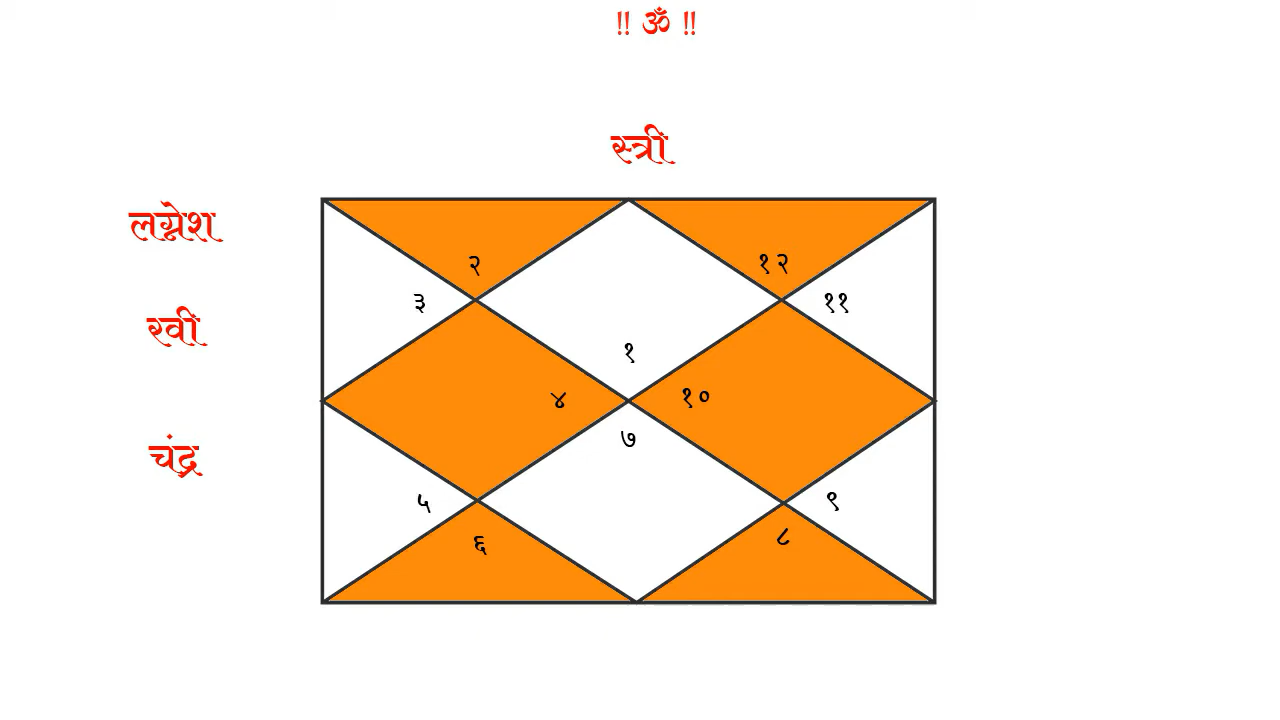 !! ॐ !!
स्त्री
लग्नेश
रवी
चंद्र
२
१२
३
११
१
४
१०
७
५
९
६
८